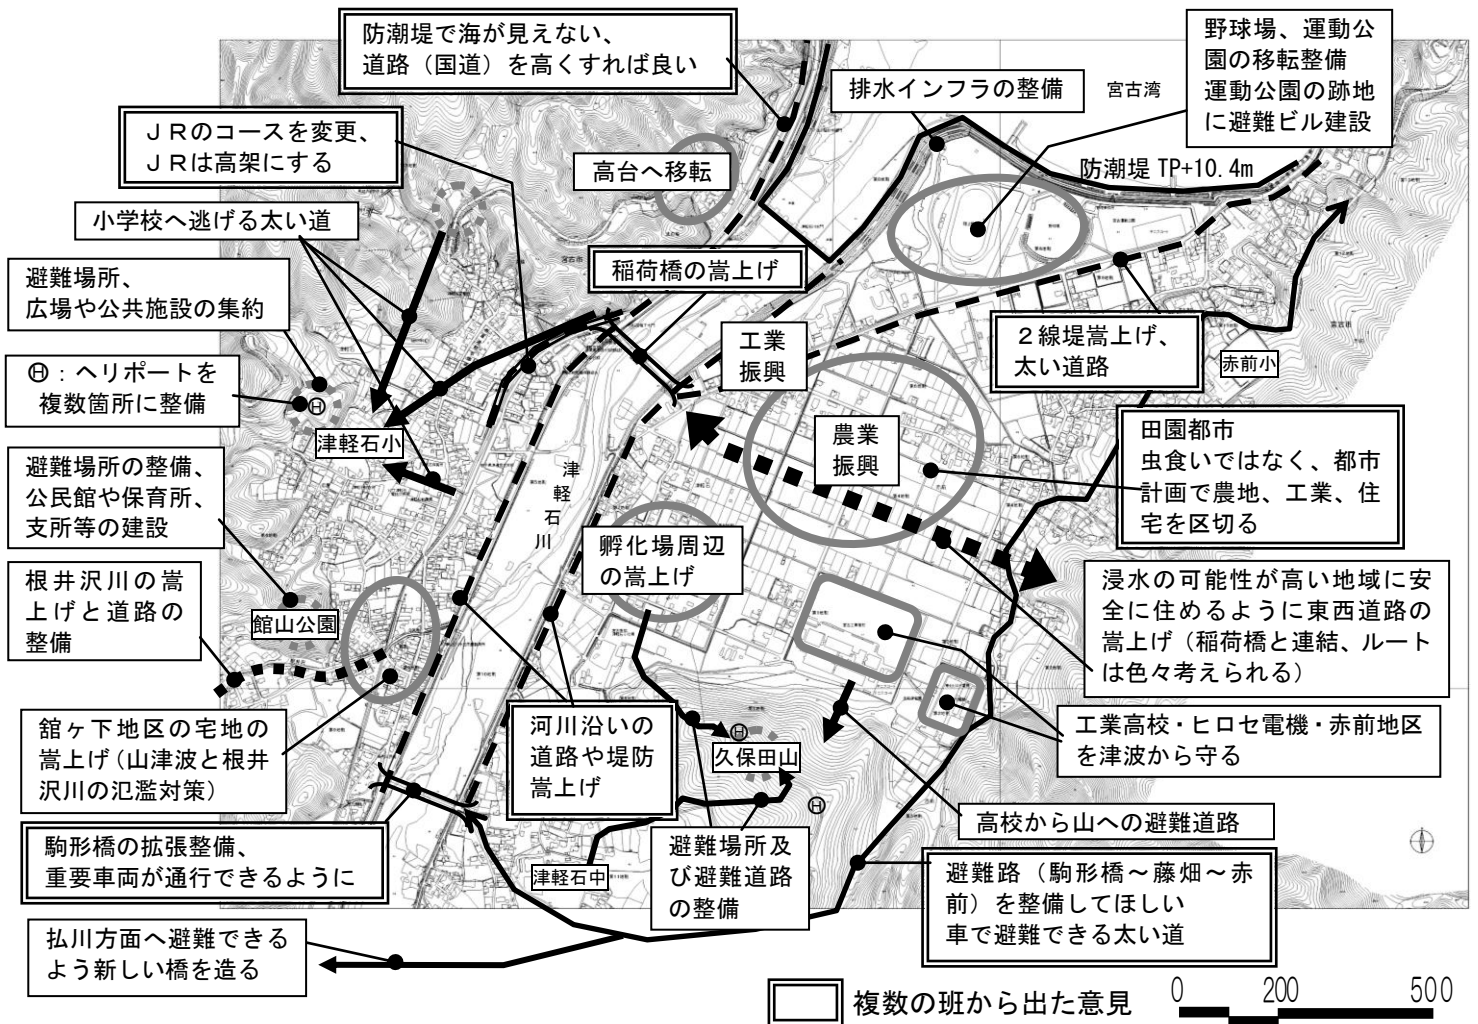 防潮堤で海が見えない、
道路（国道）を高くすれば良い
野球場、運動公
園の移転整備
運動公園の跡地
に避難ビル建設
排水インフラの整備
宮古湾
ＪＲのコースを変更、
ＪＲは高架にする
高台へ移転
防潮堤 TP+10.4m
小学校へ逃げる太い道
稲荷橋の嵩上げ
避難場所、
広場や公共施設の集約
工業
振興
２線堤嵩上げ、
太い道路
赤前小
Ⓗ：ヘリポートを
複数箇所に整備
Ⓗ
津軽石小
農業
振興
田園都市
虫食いではなく、都市
計画で農地、工業、住
宅を区切る
避難場所の整備、
公民館や保育所、
支所等の建設
津軽石川
孵化場周辺
の嵩上げ
根井沢川の嵩
上げと道路の
整備
館山公園
浸水の可能性が高い地域に安
全に住めるように東西道路の
嵩上げ（稲荷橋と連結、ルート
は色々考えられる）
舘ヶ下地区の宅地の
嵩上げ（山津波と根井
沢川の氾濫対策）
河川沿いの
道路や堤防
嵩上げ
Ⓗ
久保田山
工業高校・ヒロセ電機・赤前地区
を津波から守る
Ⓗ
高校から山への避難道路
駒形橋の拡張整備、
重要車両が通行できるように
津軽石中
避難場所及
び避難道路
の整備
避難路（駒形橋～藤畑～赤
前）を整備してほしい
車で避難できる太い道
払川方面へ避難できる
よう新しい橋を造る
複数の班から出た意見
0 200 500